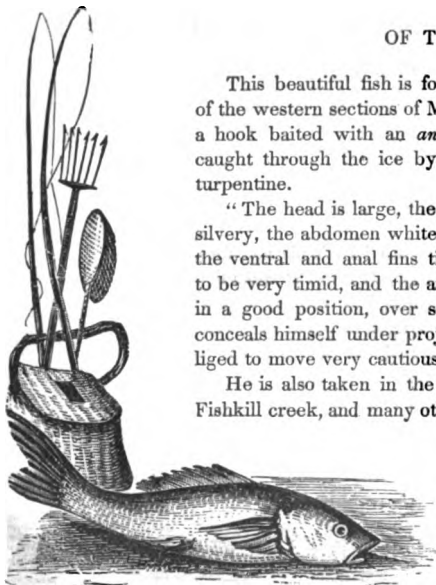 OF T
This beautiful fish is fo
of the western sections of M
a hook baited with an an
caught through the ice by
turpentine.
“ The head is large, the
silvery, the abdomen white
the ventral and anal fins t
to be very timid, and the a
in a good position, over s
conceals himself under proj
liged to move very cautious
He is also taken in the
Fishkill creek, and many ot